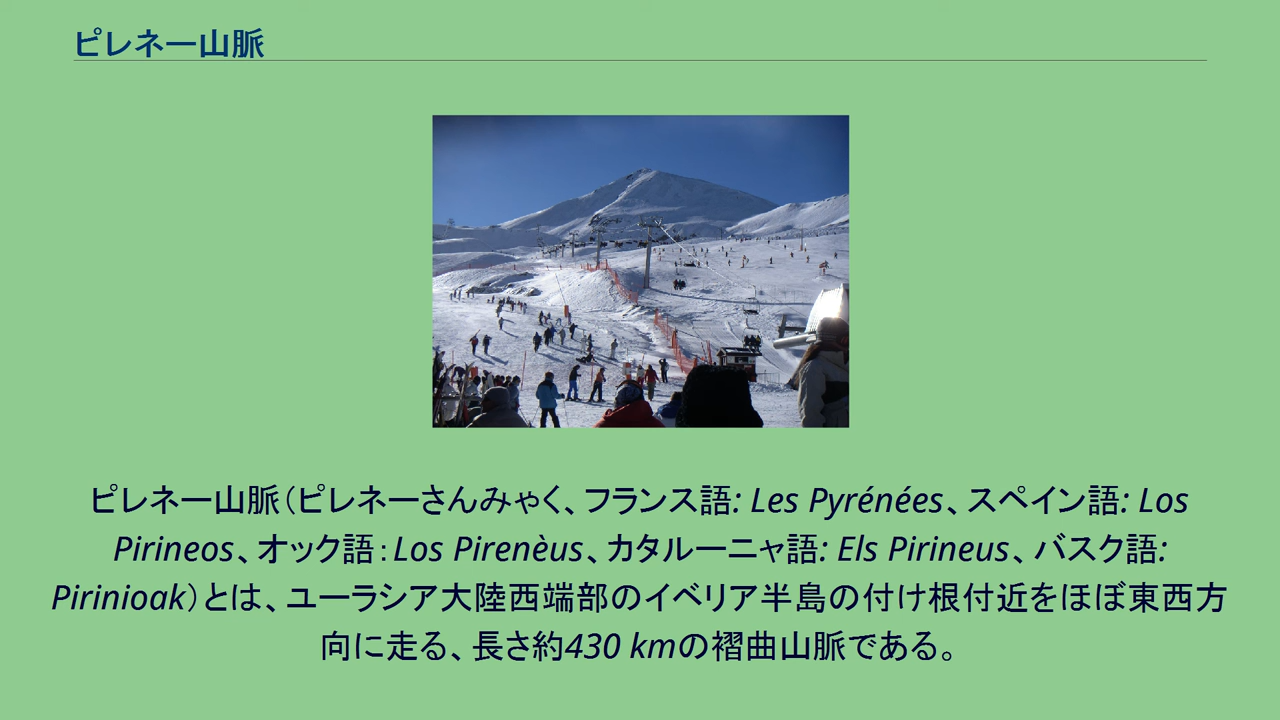 ピレネー山脈
ピレネー山脈（ピレネーさんみゃく、フランス語: Les Pyrénées、スペイン語: Los
Pirineos、オック語：Los Pirenèus、カタルーニャ語: Els Pirineus、バスク語:
Pirinioak）とは、ユーラシア大陸西端部のイベリア半島の付け根付近をほぼ東西方
向に走る、長さ約430 kmの褶曲山脈である。